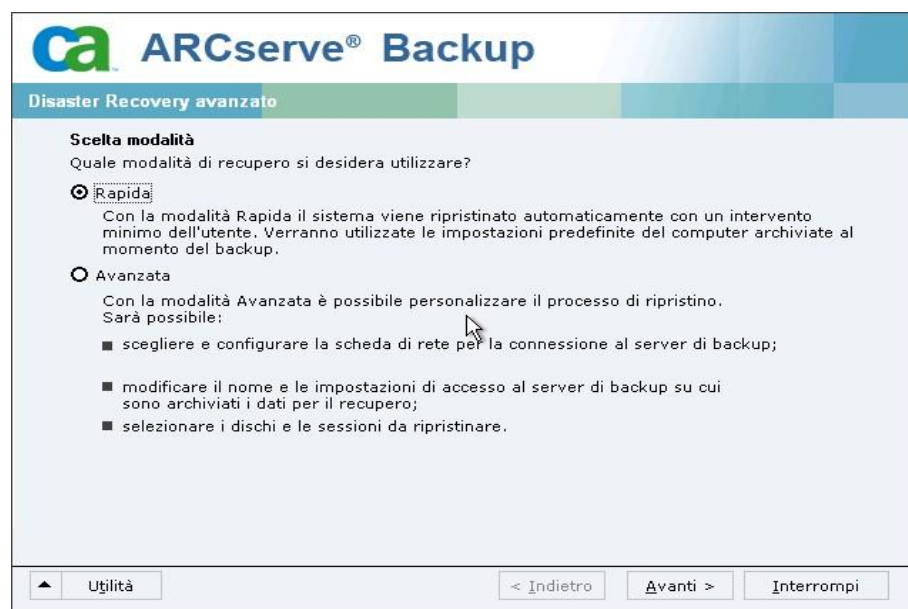 ca ARCserve® Backup
Disaster Recovery avanzato
Scelta modalità
Quale modalità di recupero si desidera utilizzare?
Rapida
Con la modalità Rapida il sistema viene ripristinato automaticamente con un intervento
minimo dell'utente. Verranno utilizzate le impostazioni predefinite del computer archiviate al
momento del backup.
Avanzata
Con la modalità Avanzata è possibile personalizzare il processo di ripristino.
Sarà possibile:
scegliere e configurare la scheda di rete per la connessione al server di backup;
modificare il nome e le impostazioni di accesso al server di backup su cui
sono archiviati i dati per il recupero;
selezionare i dischi e le sessioni da ripristinare.
Utilità
< Indietro
Avanti >
Interrompi